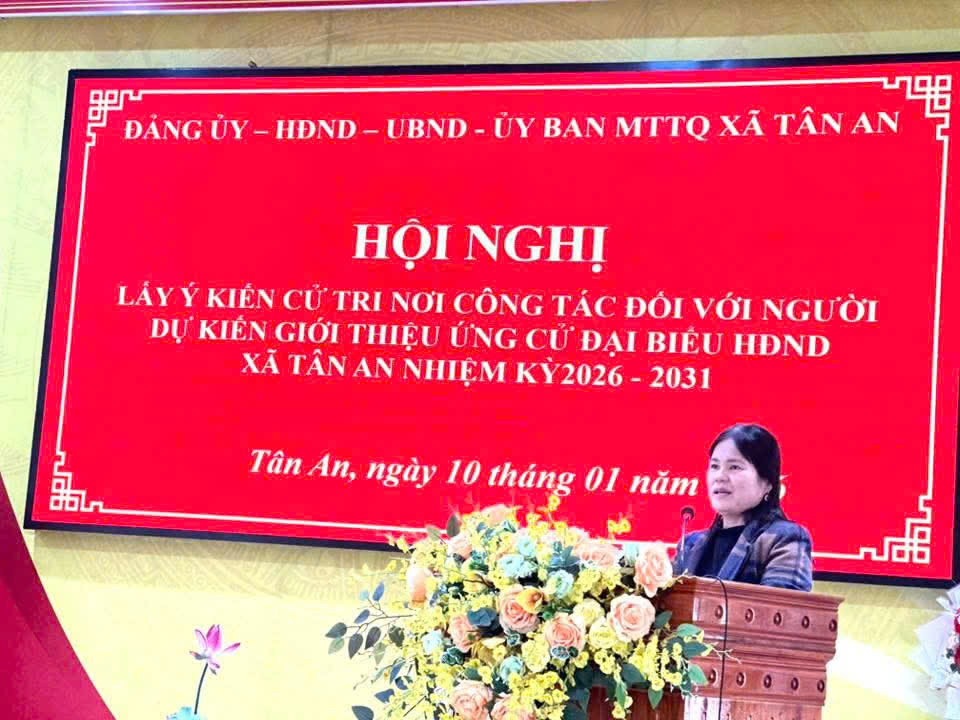 ĐẢNG ỦY – HĐND – UBND - ỦY BAN MTTQ XÃ TÂN AN
HỘI NGHỊ
LẤY Ý KIẾN CỬ TRI NƠI CÔNG TÁC ĐỐI VỚI NGƯỜI
DỰ KIẾN GIỚI THIỆU ỨNG CỬ ĐẠI BIỂU HĐND
XÃ TÂN AN NHIỆM KỲ2026 - 2031
Tân An, ngày 10 tháng 01 năm